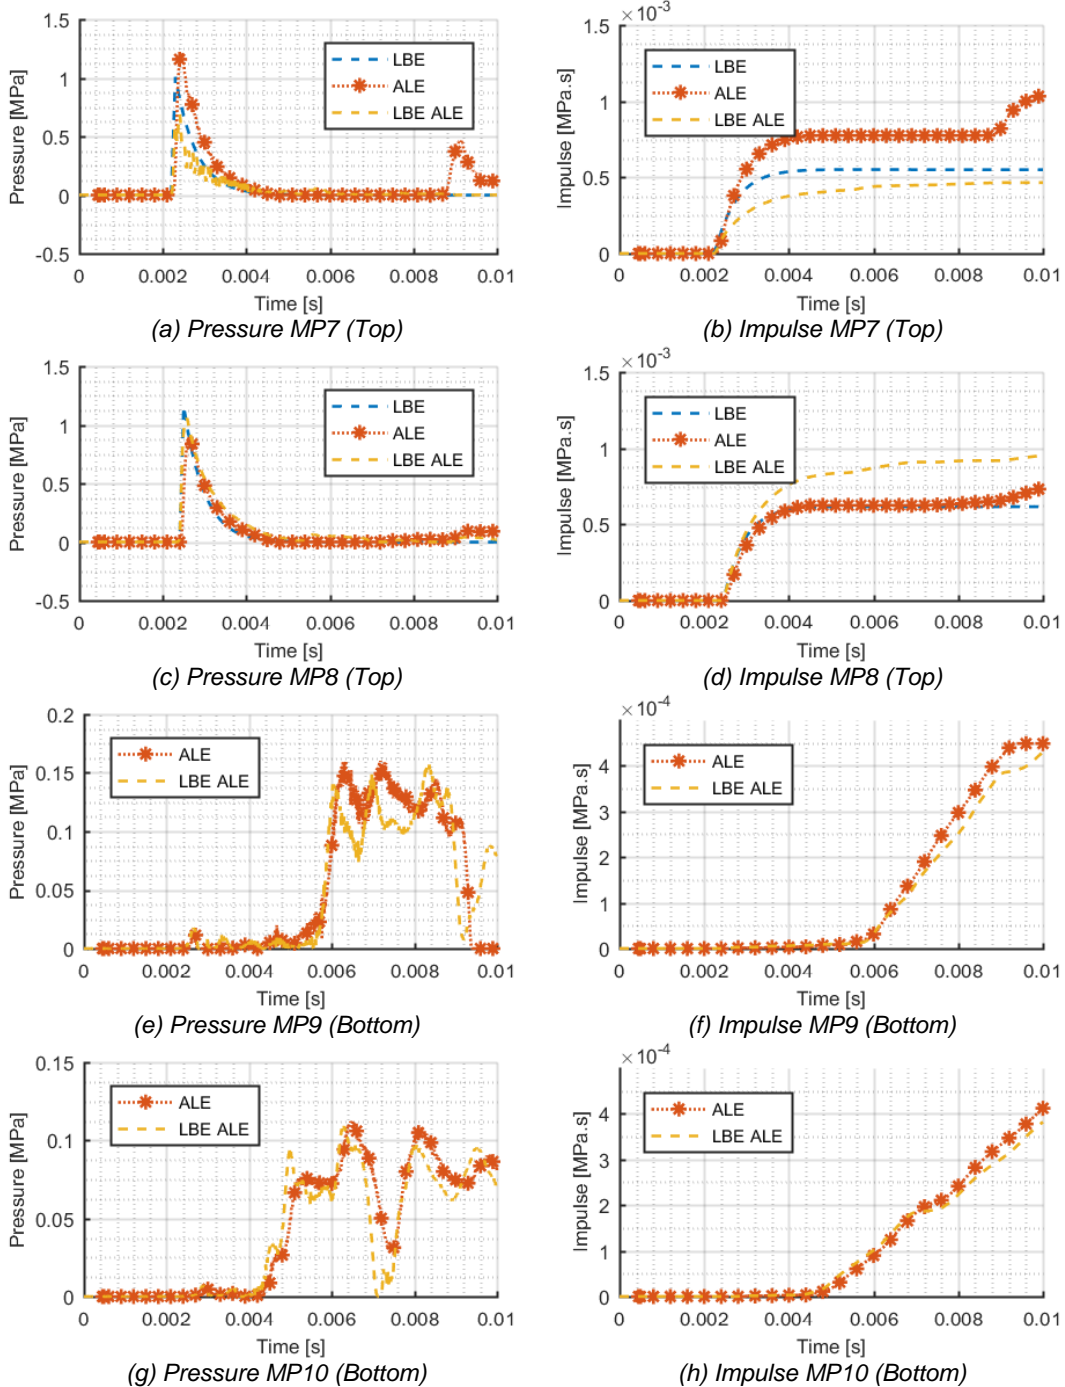 1.5
1
0.5
0
-0.5
Pressure [MPa]
LBE
ALE
LBE ALE
0 0.002 0.004 0.006 0.008 0.01
Time [s]
(a) Pressure MP7 (Top)
×10-3
1.5
1
0.5
0
Impulse [MPa.s]
LBE
ALE
LBE ALE
0 0.002 0.004 0.006 0.008 0.01
Time [s]
(b) Impulse MP7 (Top)
1.5
1
0.5
0
-0.5
Pressure [MPa]
LBE
ALE
LBE ALE
0 0.002 0.004 0.006 0.008 0.01
Time [s]
(c) Pressure MP8 (Top)
×10-3
1.5
1
0.5
0
Impulse [MPa.s]
LBE
ALE
LBE ALE
0 0.002 0.004 0.006 0.008 0.01
Time [s]
(d) Impulse MP8 (Top)
0.2
0.15
0.1
0.05
0
Pressure [MPa]
ALE
LBE ALE
0 0.002 0.004 0.006 0.008 0.01
Time [s]
(e) Pressure MP9 (Bottom)
×10-4
4
2
0
Impulse [MPa.s]
ALE
LBE ALE
0 0.002 0.004 0.006 0.008 0.01
Time [s]
(f) Impulse MP9 (Bottom)
0.15
0.1
0.05
0
Pressure [MPa]
ALE
LBE ALE
0 0.002 0.004 0.006 0.008 0.01
Time [s]
(g) Pressure MP10 (Bottom)
×10-4
4
2
0
Impulse [MPa.s]
ALE
LBE ALE
0 0.002 0.004 0.006 0.008 0.01
Time [s]
(h) Impulse MP10 (Bottom)